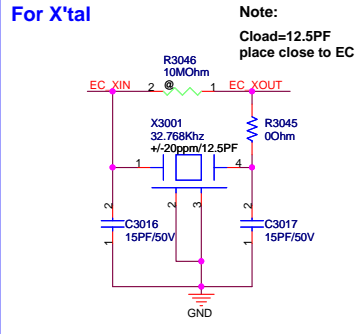 For X'tal
Note:
Cload=12.5PF
place close to EC
R3046
10MOhm
EC_XIN
2
@
1
EC_XOUT
X3001
32.768Khz
+/-20ppm/12.5PF
R3045
0Ohm
1
4
2
3
2
2
C3016
15PF/50V
C3017
15PF/50V
1
1
GND